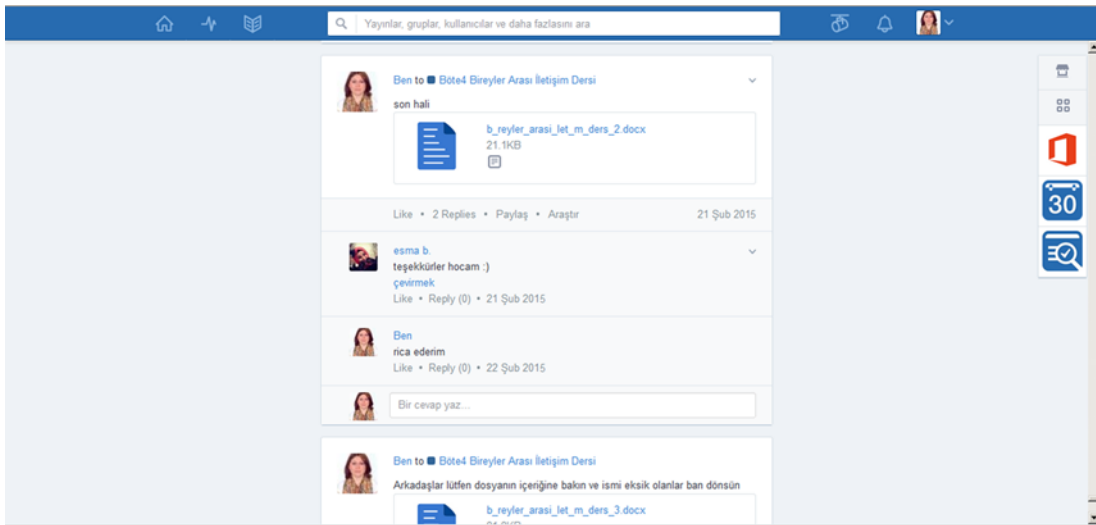 Yayınlar, gruplar, kullanıcılar ve daha fazlasını ara
Ben to Böte4 Bireyler Arası İletişim Dersi
son hali
b_reyler_arasi_let_m_ders_2.docx
21.1KB
Like • 2 Replies • Paylaş • Araştır 21 Şub 2015
esma b.
teşekkürler hocam :)
çevirmek
Like • Reply (0) • 21 Şub 2015
Ben
rica ederim
Like • Reply (0) • 22 Şub 2015
Bir cevap yaz...
Ben to Böte4 Bireyler Arası İletişim Dersi
Arkadaşlar lütfen dosyanın içeriğine bakın ve ismi eksik olanlar ban dönsün
b_reyler_arasi_let_m_ders_3.docx
30